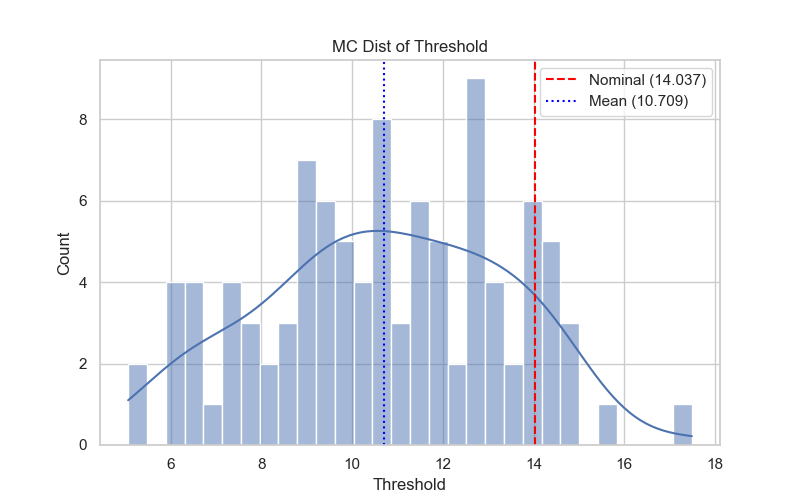 MC Dist of Threshold
Nominal (14.037)
Mean (10.709)
Count
8
6
4
2
0
6 8 10 12 14 16 18
Threshold